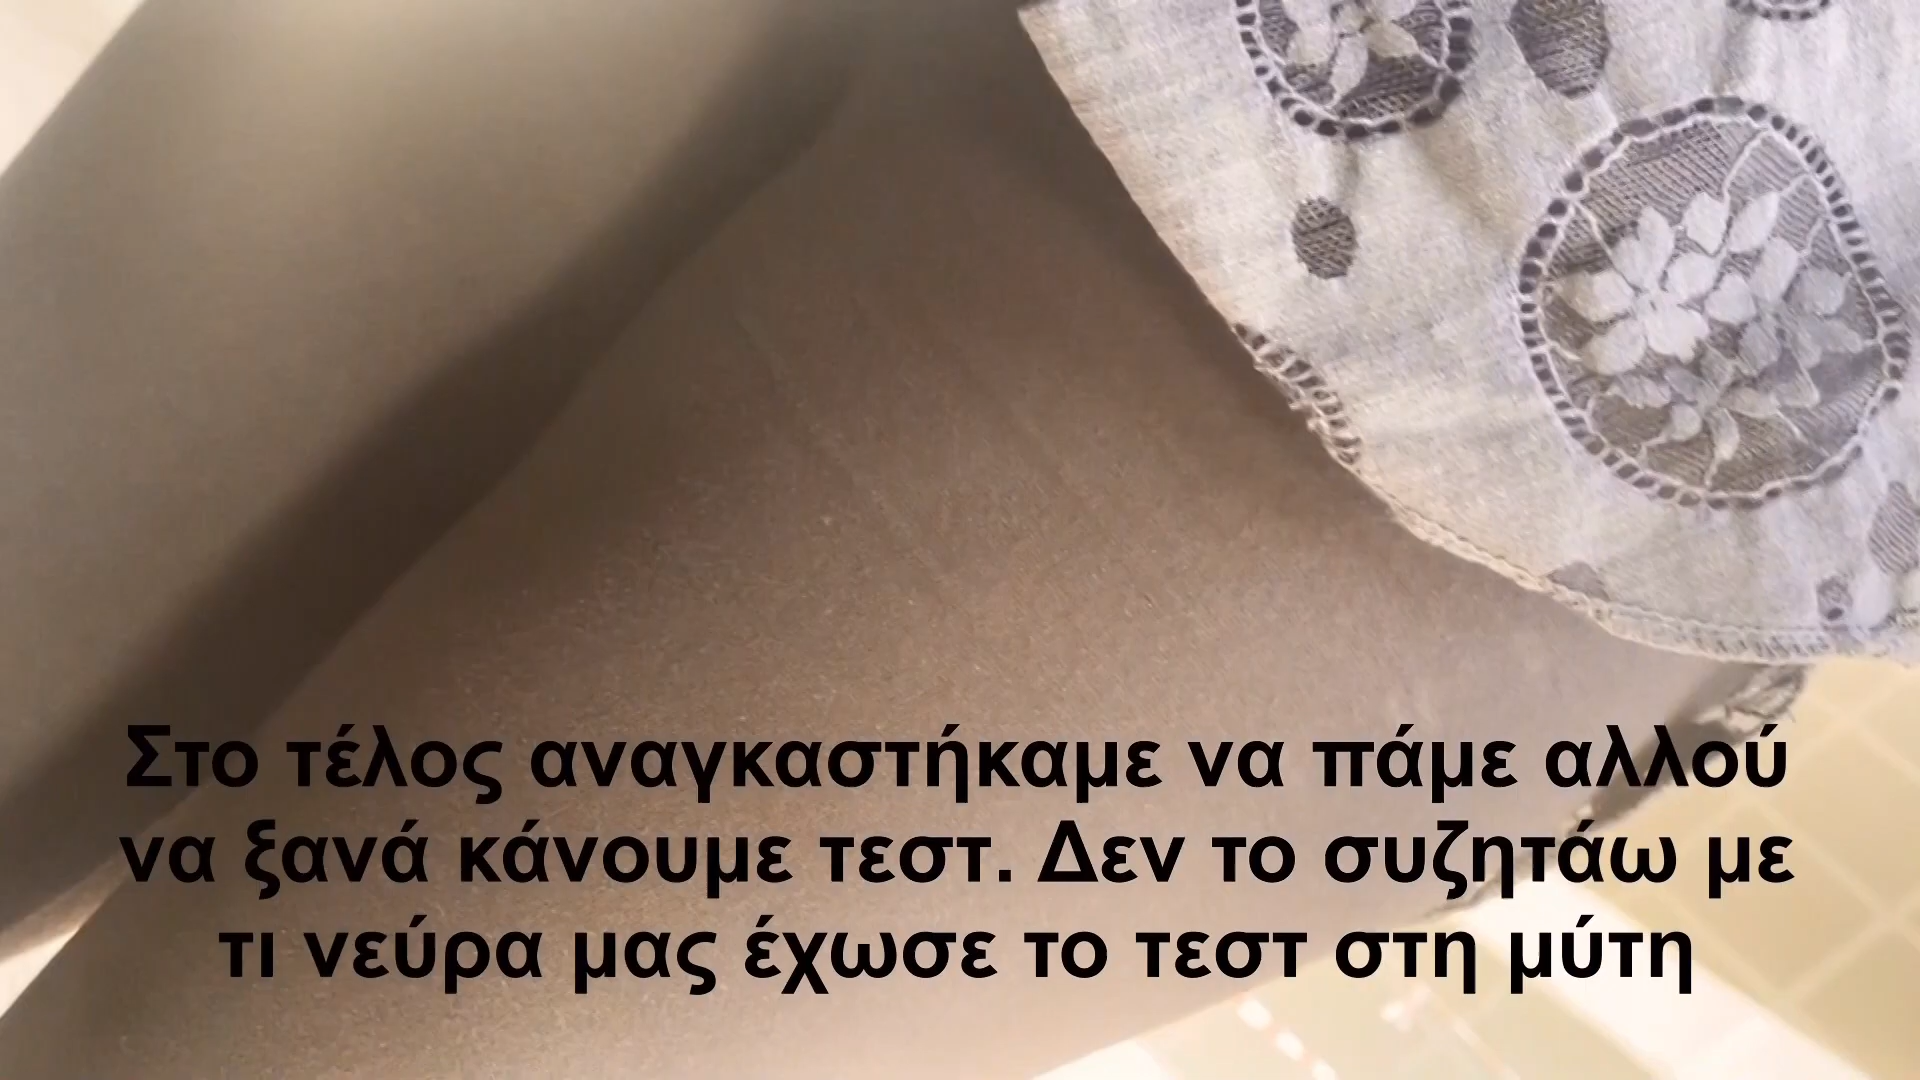 Στο τέλος αναγκαστήκαμε να πάμε αλλού
να ξανά κάνουμε τεστ. Δεν το συζητάω με
τι νεύρα μας έχωσε το τεστ στη μύτη